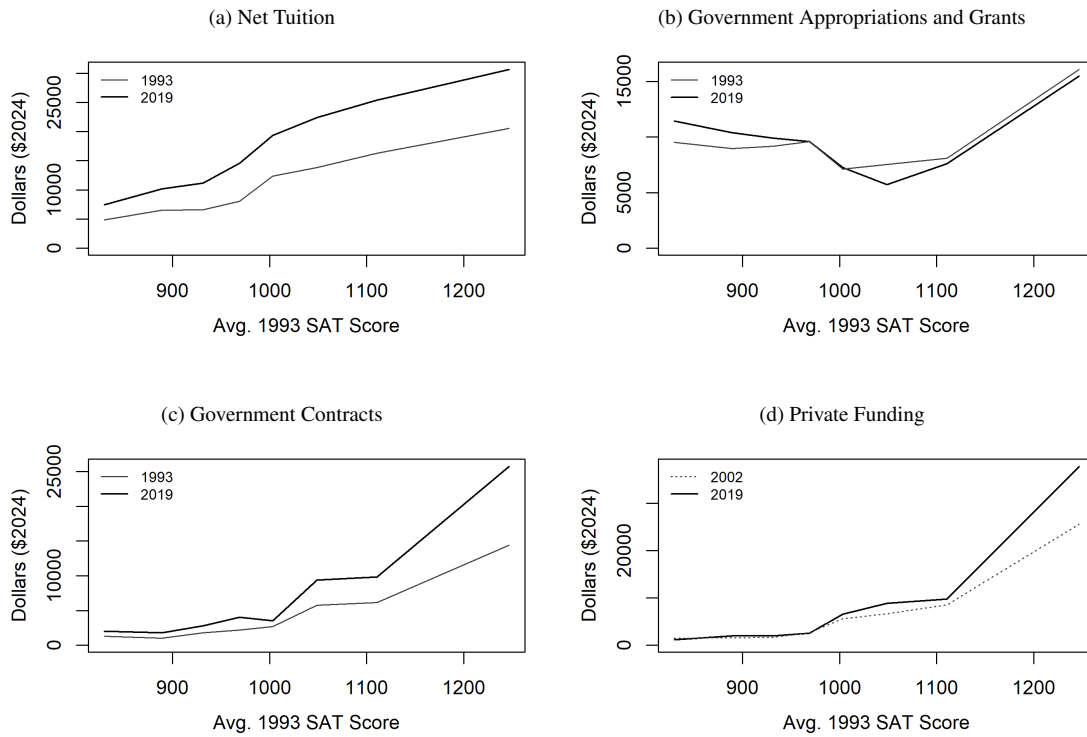 (a) Net Tuition
1993
2019
Dollars ($2024)
0
10000
25000
900
1000
1100
1200
Avg. 1993 SAT Score
(b) Government Appropriations and Grants
1993
2019
Dollars ($2024)
0
5000
15000
900
1000
1100
1200
Avg. 1993 SAT Score
(c) Government Contracts
1993
2019
Dollars ($2024)
0
10000
25000
900
1000
1100
1200
Avg. 1993 SAT Score
(d) Private Funding
2002
2019
Dollars ($2024)
0
20000
900
1000
1100
1200
Avg. 1993 SAT Score